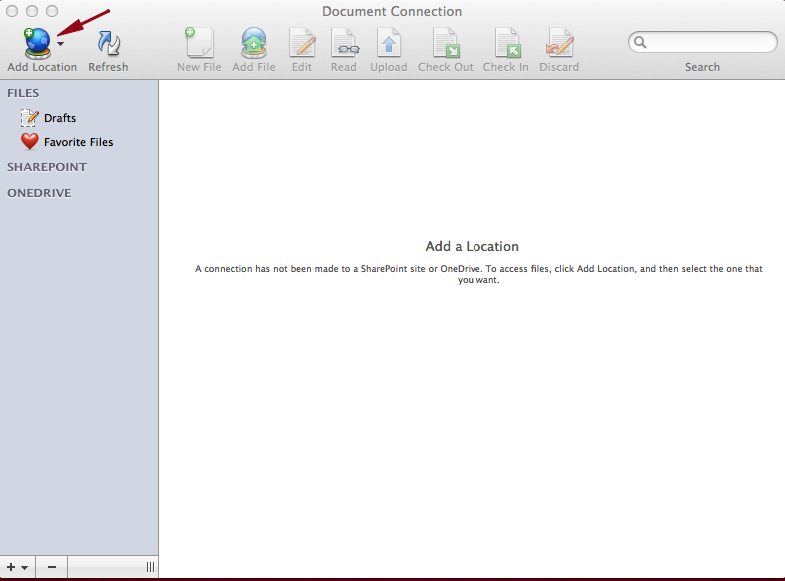 Document Connection
Add Location Refresh New File Add File Edit Read Upload Check Out Check In Discard Search
FILES
Drafts
Favorite Files
SHAREPOINT
ONEDRIVE
Add a Location
A connection has not been made to a SharePoint site or OneDrive. To access files, click Add Location, and then select the one that
you want.